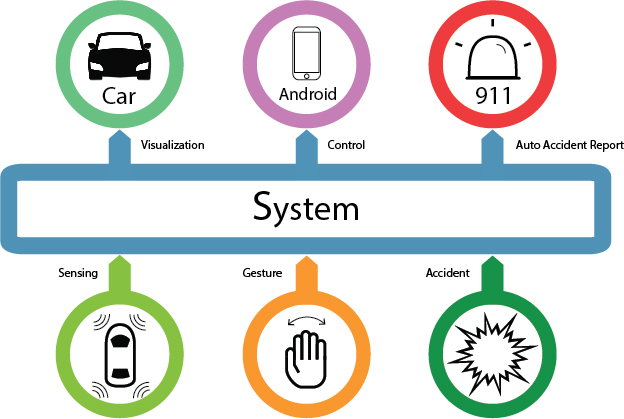 Car
Android
911
Visualization
Control
Auto Accident Report
System
Sensing
Gesture
Accident